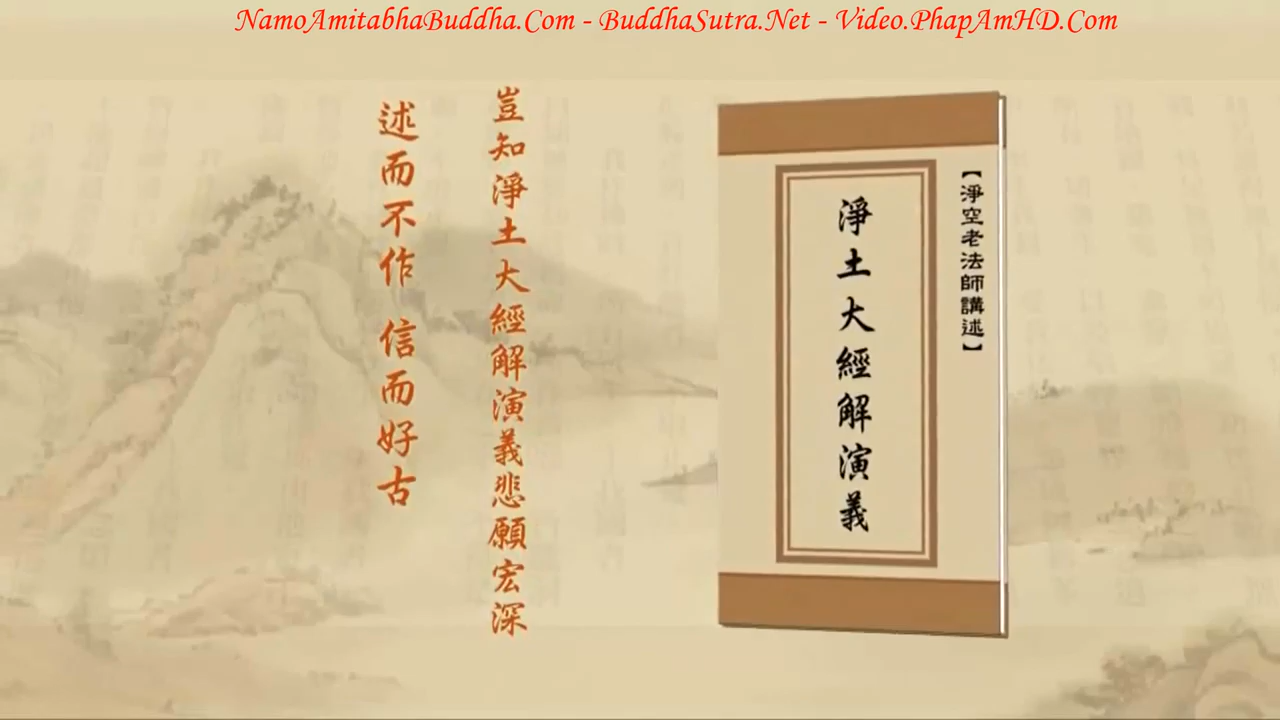 NamoAmitabhaBuddha.Com - BuddhaSutra.Net - Video.PhapAmHD.Com
【淨空老法師講述】
淨土大經解演義
豈知淨土大經解演義悲願宏深
述而不作 信而好古